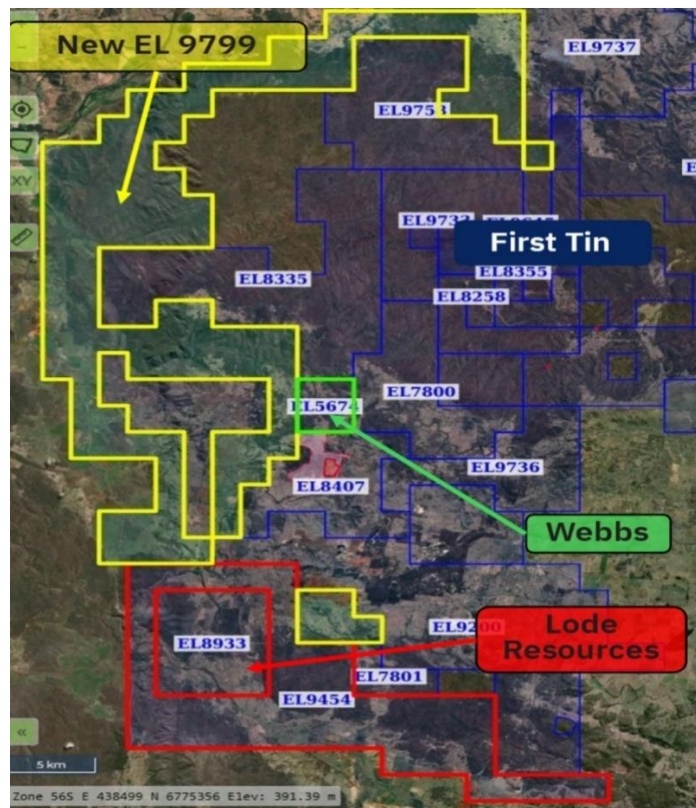 New EL 9799
EL9737
EL9753
XY
EL9733
First Tin
EL8335
EL8355
EL8258
EL7800
EL5674
EL9736
EL8407
Webbs
EL8933
EL9200
Lode
Resources
EL7801
EL9454
«
5 km
Zone 56S E 438499 N 6775356 Elev: 391.39 m